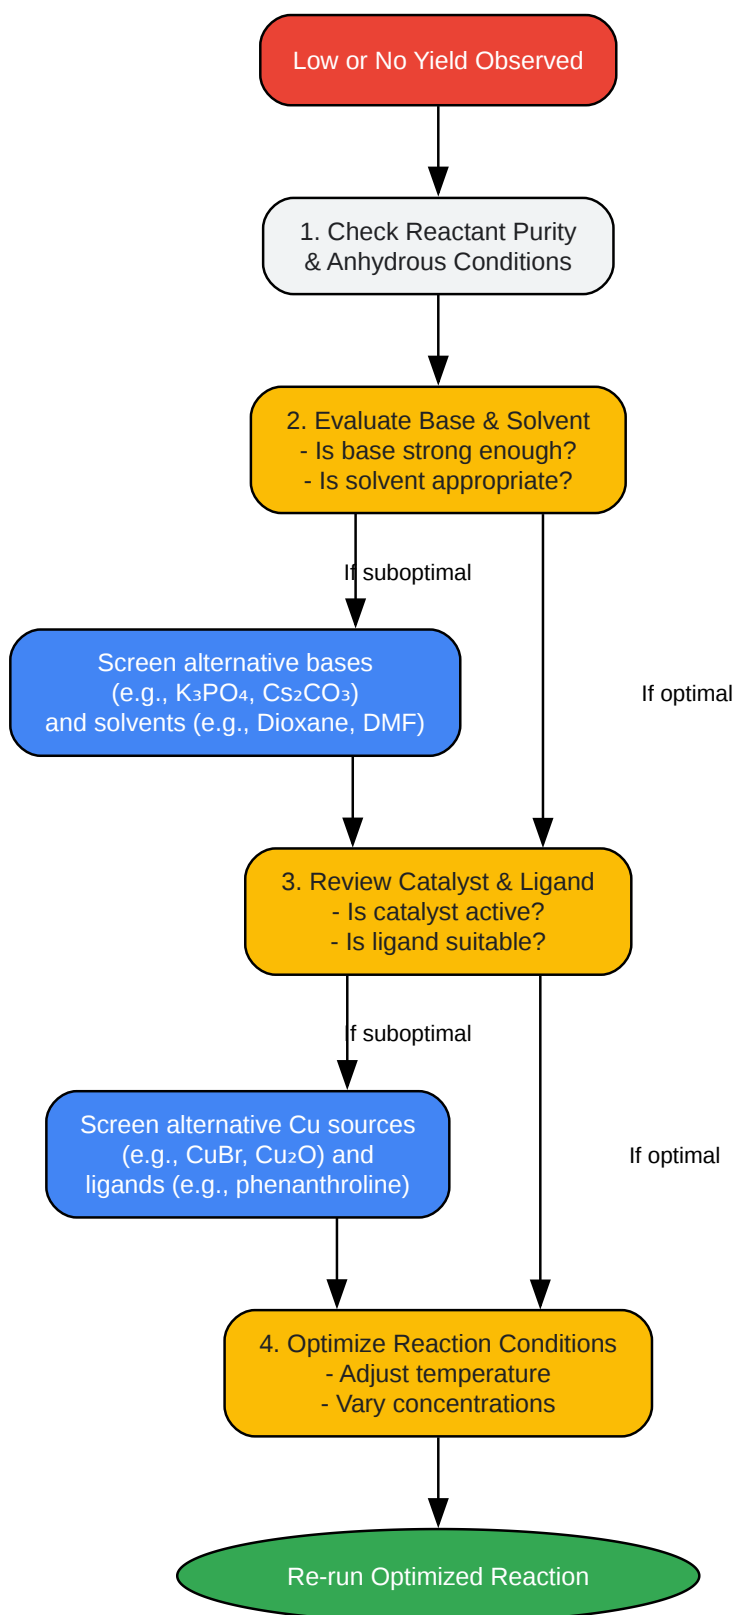 Low or No Yield Observed
1. Check Reactant Purity
& Anhydrous Conditions
2. Evaluate Base & Solvent
- Is base strong enough?
- Is solvent appropriate?
If suboptimal
Screen alternative bases
(e.g., K₃PO₄, Cs₂CO₃)
and solvents (e.g., Dioxane, DMF)
If optimal
3. Review Catalyst & Ligand
- Is catalyst active?
- Is ligand suitable?
If suboptimal
Screen alternative Cu sources
(e.g., CuBr, Cu₂O) and
ligands (e.g., phenanthroline)
If optimal
4. Optimize Reaction Conditions
- Adjust temperature
- Vary concentrations
Re-run Optimized Reaction